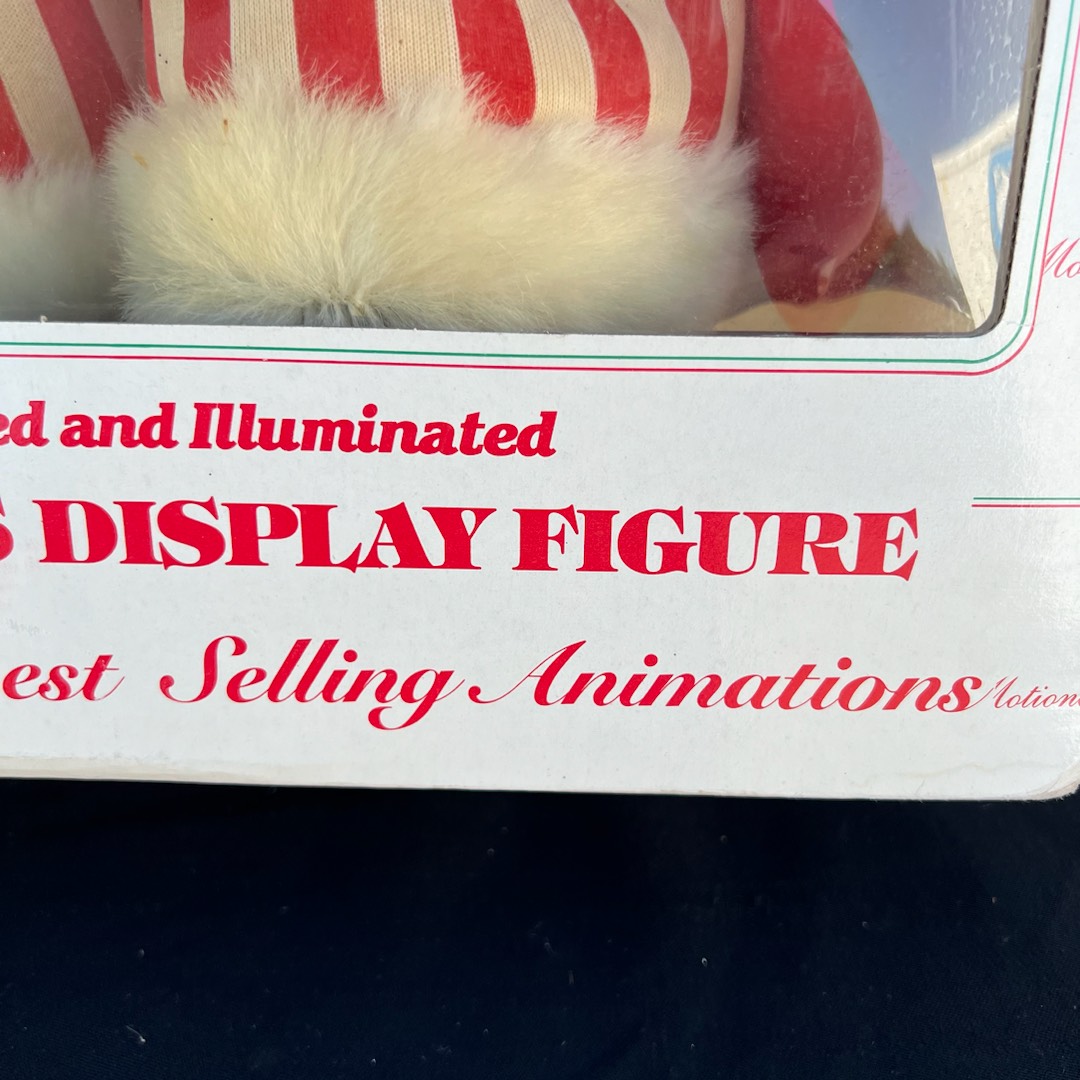 ed and Illuminated
S DISPLAY FIGURE
est Selling Animations